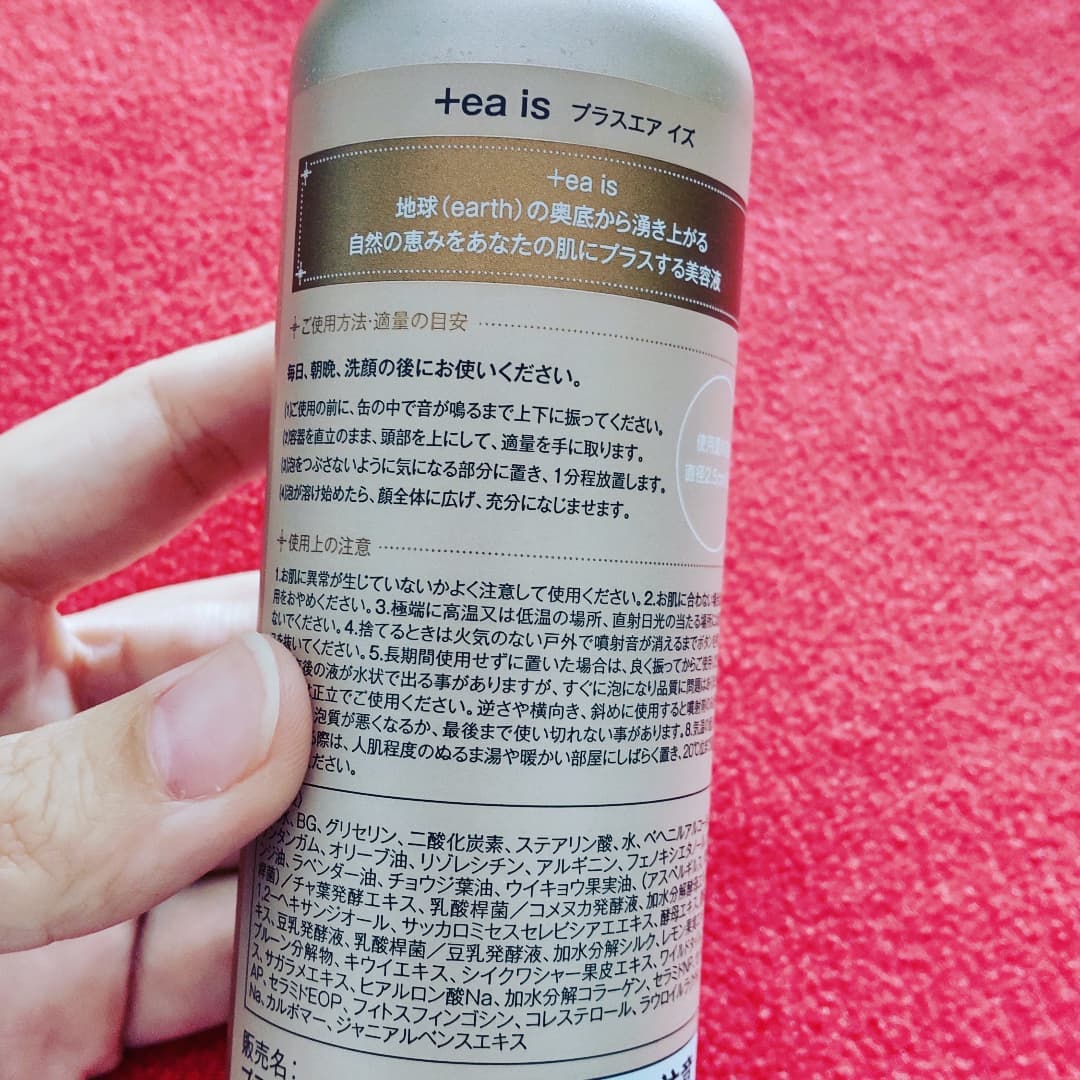 +ea is プラスエア イズ
+ea is
地球(earth)の奥底から湧き上がる
自然の恵みをあなたの肌にプラスする美容液
ご使用方法・適量の目安
毎日、朝晩、洗顔の後にお使いください。
(1)ご使用の前に、缶の中で音が鳴るまで上下に振ってください。
(2)容器を直立のまま、頭部を上にして、適量を手に取ります。
(3)泡をつぶさないように気になる部分に置き、1分程放置します。
(4)泡が溶け始めたら、顔全体に広げ、充分になじませます。
使用
直径2.5
使用上の注意
1.お肌に異常が生じていないかよく注意して使用ください。2.お肌に合わない
用をおやめください。3.極端に高温又は低温の場所、直射日光の当たる場所に
ないでください。4.捨てるときは火気のない戸外で噴射音が消えるまでボタンを
を抜いてください。5.長期間使用せずに置いた場合は、良く振ってからご使用
後の液が水状で出る事がありますが、すぐに泡になり品質に問題は
正立でご使用ください。逆さや横向き、斜めに使用すると噴射
泡質が悪くなるか、最後まで使い切れない事があります。8.気温の
際は、人肌程度のぬるま湯や暖かい部屋にしばらく置き、20℃
ださい。
水、BG、グリセリン、二酸化炭素、ステアリン酸、水、ベヘニルアルコー
ンタンガム、オリーブ油、リゾレシチン、アルギニン、フェノキシエタノール
ンジ油、ラベンダー油、チョウジ葉油、ウイキョウ果実油、(アスペルギルス
桿菌)/チャ葉発酵エキス、乳酸桿菌/コメヌカ発酵液、加水分解酵母
1,2-ヘキサンジオール、サッカロミセスセレビシアエエキス、酵母エキス
キス、豆乳発酵液、乳酸桿菌/豆乳発酵液、加水分解シルク、レモン果実
プルーン分解物、キウイエキス、シイクワシャー果皮エキス、ワイルドタイ
ス、サガラメエキス、ヒアルロン酸Na、加水分解コラーゲン、セラミドNP
AP、セラミドEOP、フィトスフィンゴシン、コレステロール、ラウロイルラク
Na、カルボマー、ジャニアルベンスエキス
販売名: